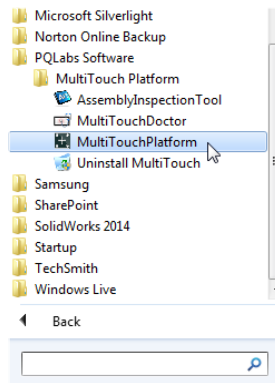 Microsoft Silverlight
Norton Online Backup
PQLabs Software
MultiTouch Platform
AssemblyInspectionTool
MultiTouchDoctor
MultiTouchPlatform
Uninstall MultiTouch
Samsung
SharePoint
SolidWorks 2014
Startup
TechSmith
Windows Live
Back